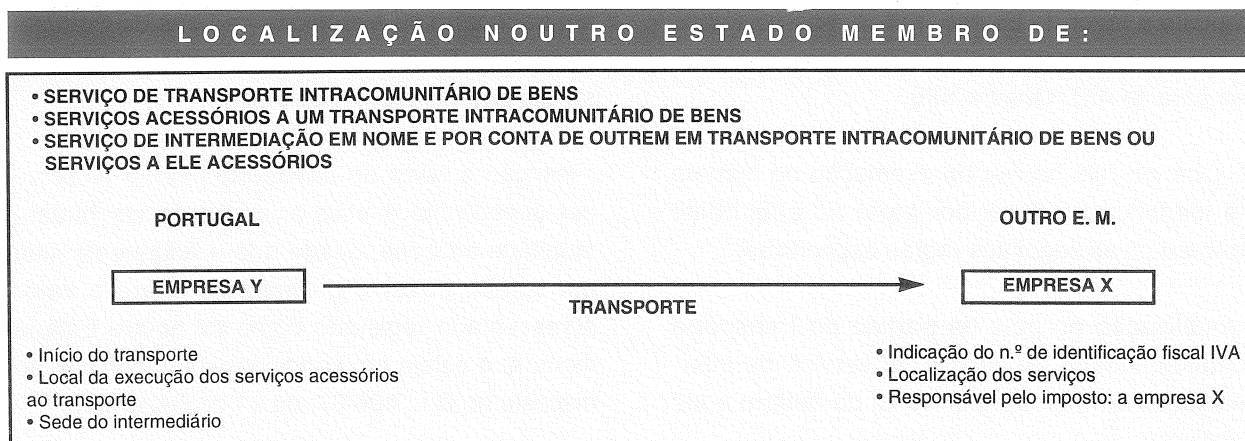 LOCALIZAÇÃO NOUTRO ESTADO MEMBRO DE:
• SERVIÇO DE TRANSPORTE INTRACOMUNITÁRIO DE BENS
• SERVIÇOS ACESSÓRIOS A UM TRANSPORTE INTRACOMUNITÁRIO DE BENS
• SERVIÇO DE INTERMEDIAÇÃO EM NOME E POR CONTA DE OUTREM EM TRANSPORTE INTRACOMUNITÁRIO DE BENS OU
SERVIÇOS A ELE ACESSÓRIOS
PORTUGAL
OUTRO E. M.
EMPRESA Y
TRANSPORTE
EMPRESA X
• Início do transporte
• Local da execução dos serviços acessórios
ao transporte
• Sede do intermediário
• Indicação do n.º de identificação fiscal IVA
• Localização dos serviços
• Responsável pelo imposto: a empresa X